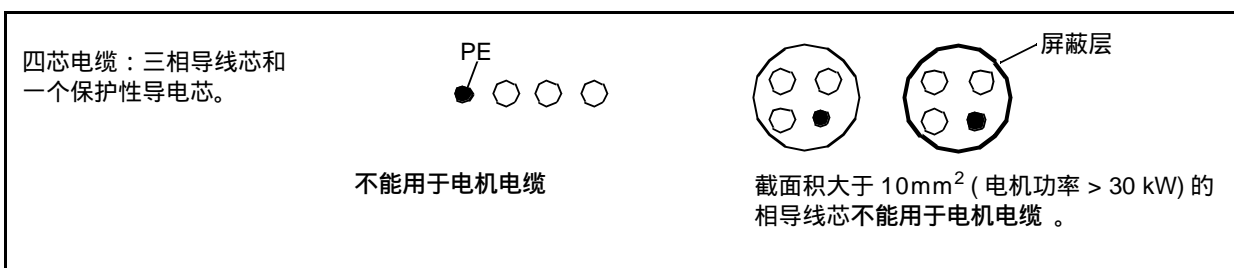 四芯电缆：三相导线芯和
一个保护性导电芯。
PE
不能用于电机电缆
屏蔽层
截面积大于 10mm² ( 电机功率 > 30 kW) 的
相导线芯不能用于电机电缆 。